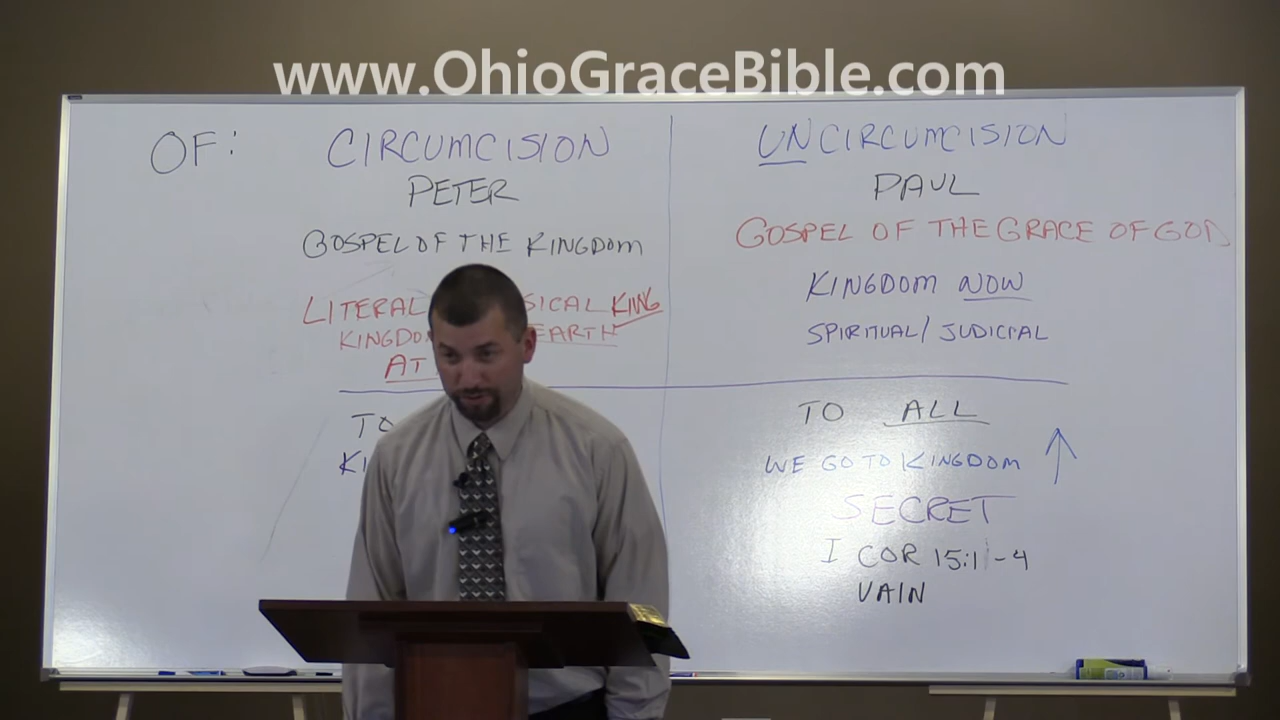 www.OhioGraceBible.com
OF:
CIRCUMCISION
PETER
GOSPEL OF THE KINGDOM
LITERAL SICAL KING
KINGDO EARTH
AT
TO
KI
UNCIRCUMCISION
PAUL
GOSPEL OF THE GRACE OF GOD
KINGDOM NOW
SPIRITUAL/JUDICIAL
TO ALL
WE GO TO KINGDOM
SECRET
I COR 15:1-4
VAIN